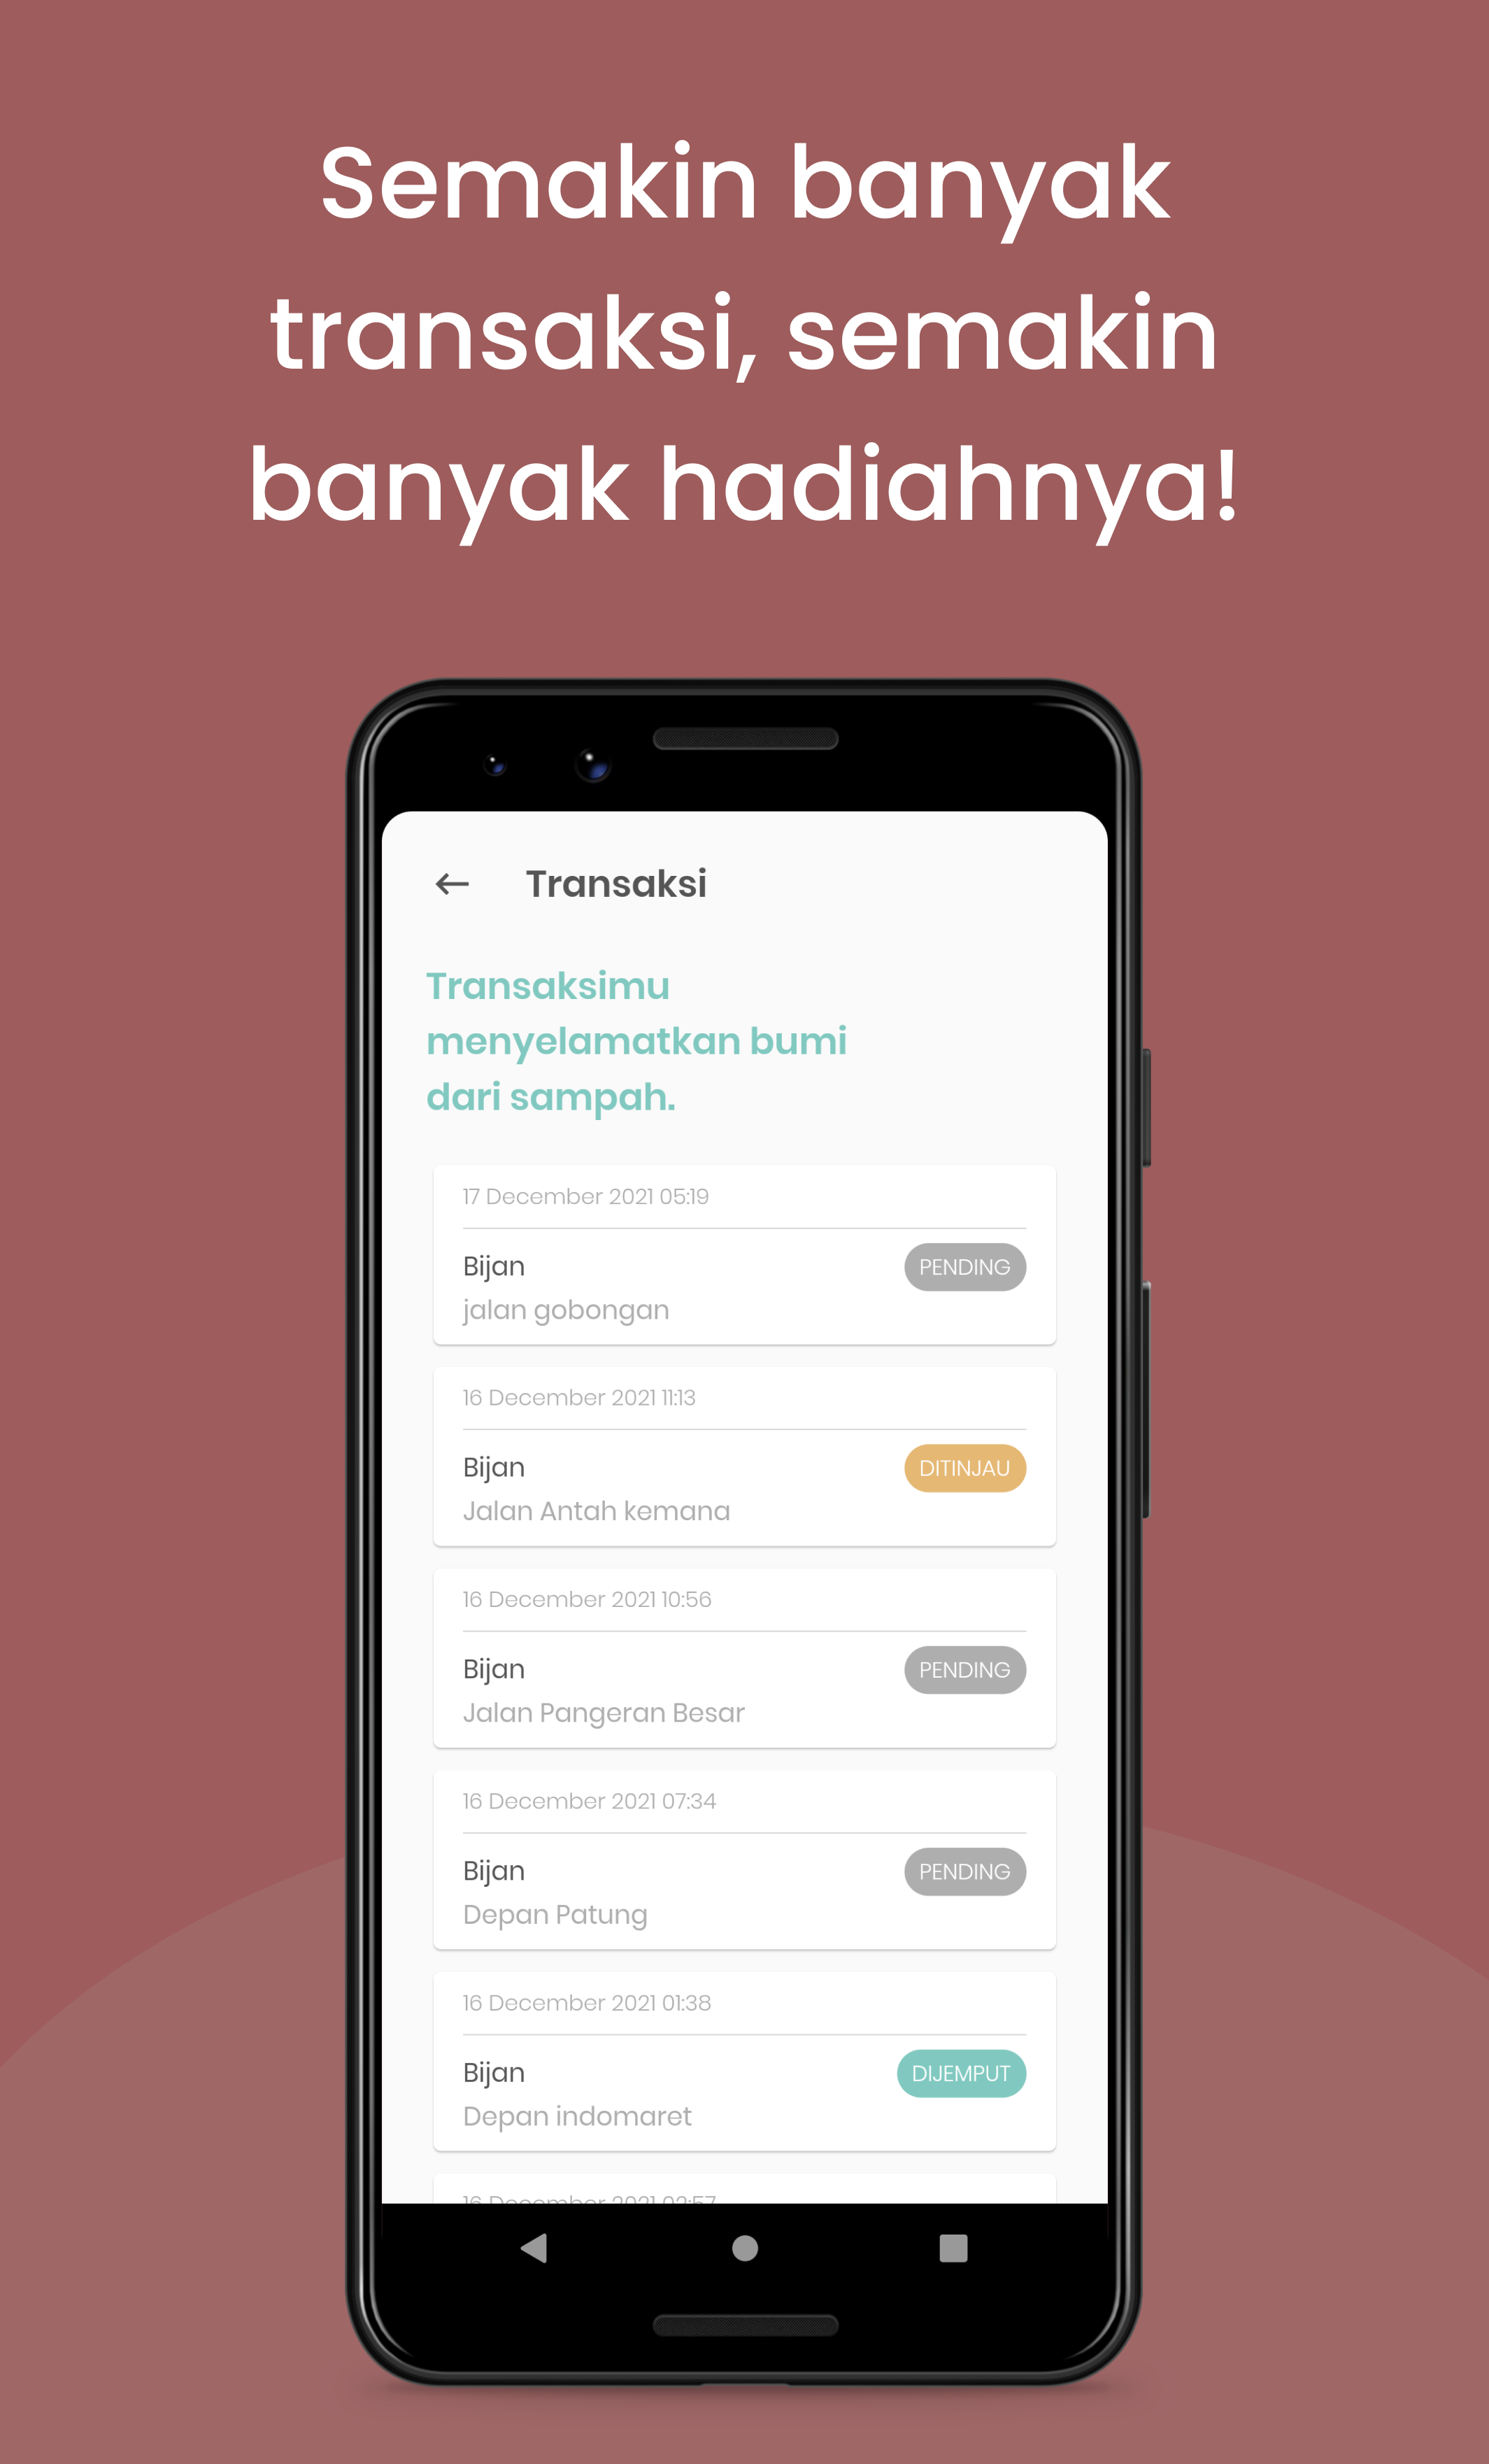 Semakin banyak
transaksi, semakin
banyak hadiahnya!
Transaksi
Transaksimu
menyelamatkan bumi
dari sampah.
17 December 2021 05:19
Bijan
PENDING
jalan gobongan
16 December 2021 11:13
Bijan
DITINJAU
Jalan Antah kemana
16 December 2021 10:56
Bijan
PENDING
Jalan Pangeran Besar
16 December 2021 07:34
Bijan
PENDING
Depan Patung
16 December 2021 01:38
Bijan
DIJEMPUT
Depan indomaret
16 December 2021